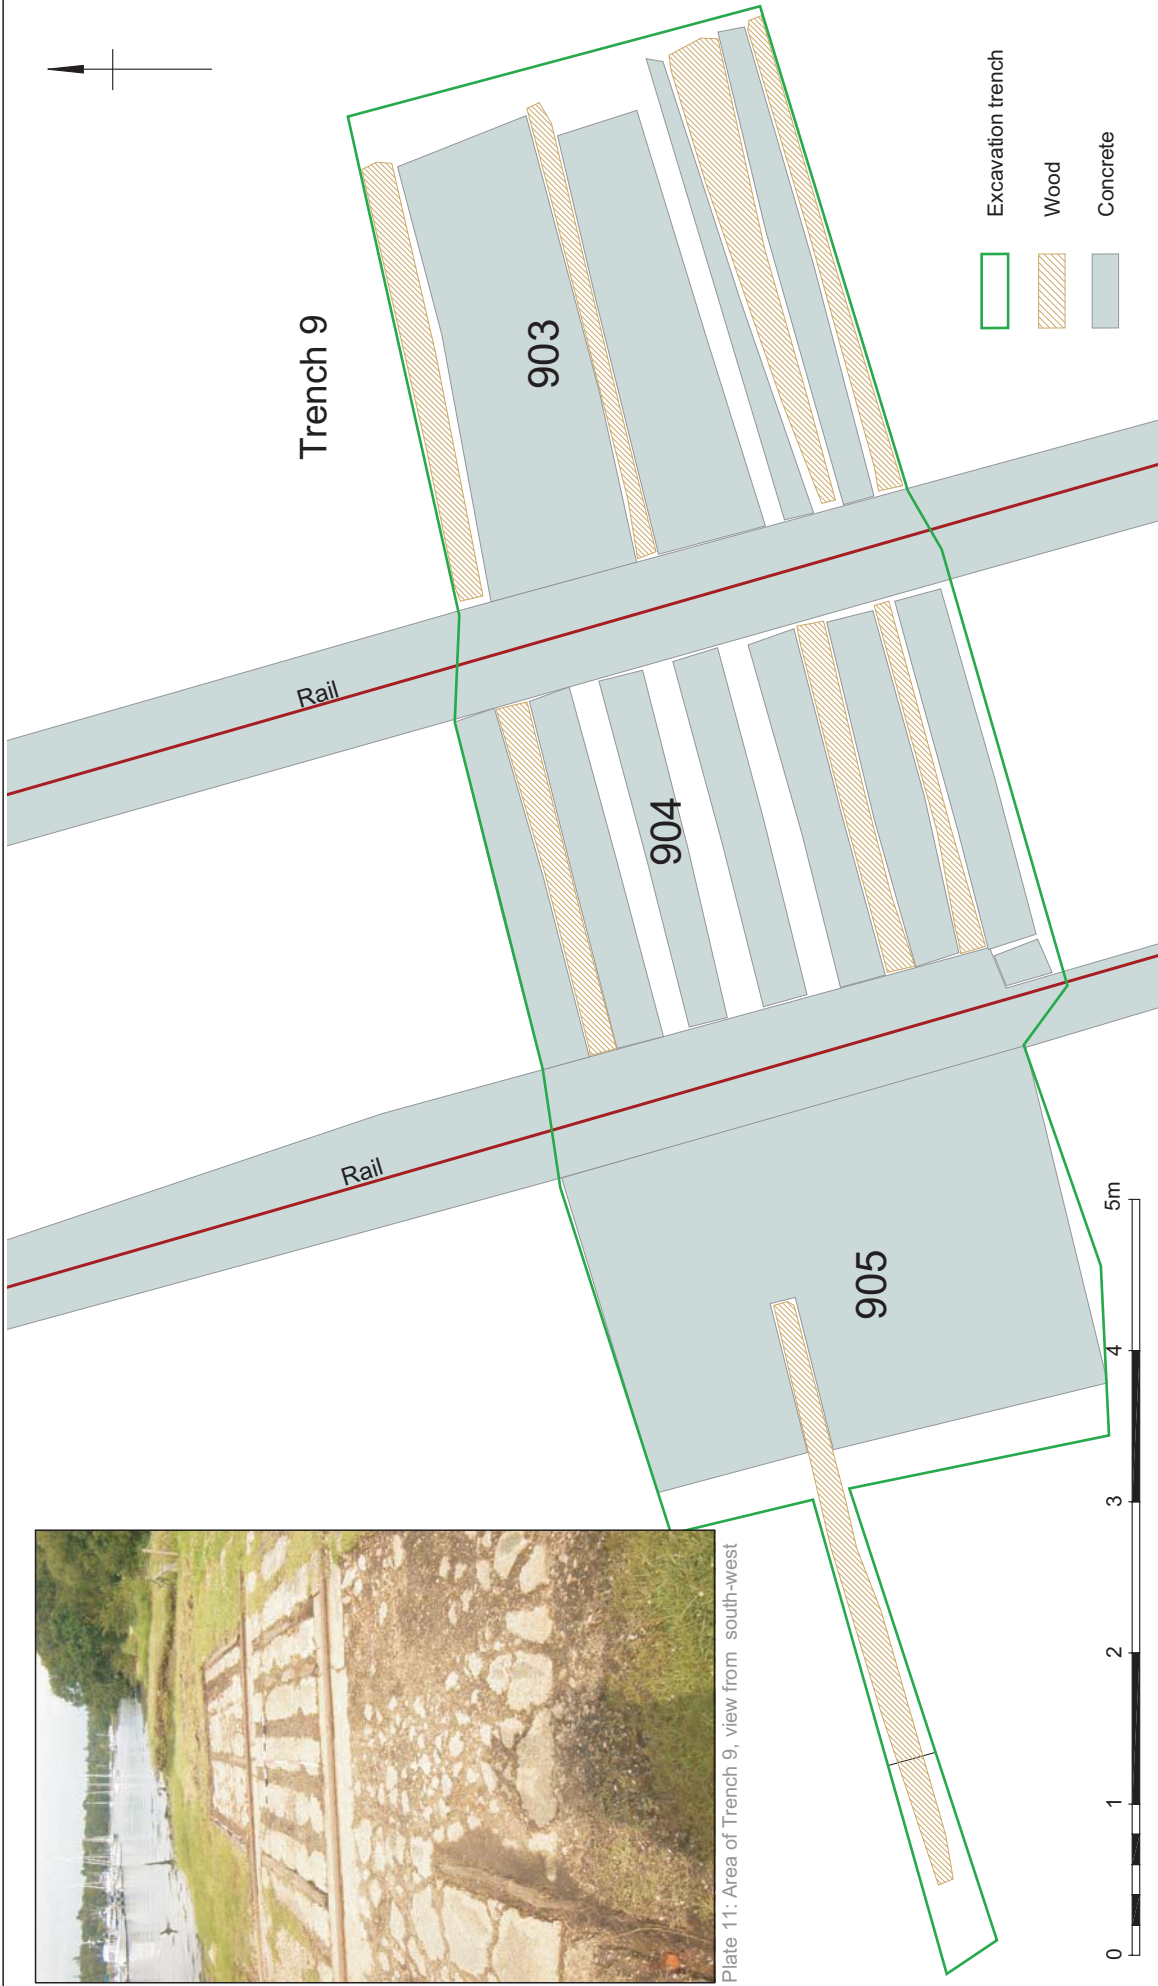 Trench 9
903
Rail
904
Rail
905
Excavation trench
Wood
Concrete
0 1 2 3 4 5m
Plate 11: Area of Trench 9, view from south-west